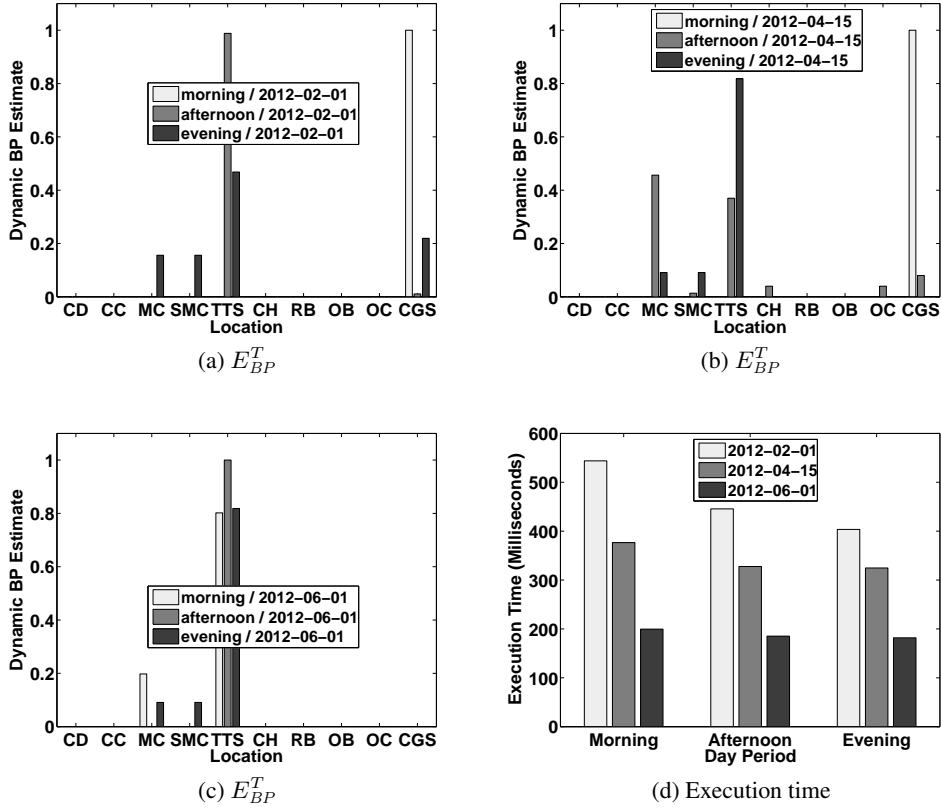 Dynamic BP Estimate
1
0.8
0.6
0.4
0.2
0
morning / 2012−02−01
afternoon / 2012−02−01
evening / 2012−02−01
CD CC MC SMC TTS CH RB OB OC CGS
Location
(a) E_{BP}^T
Dynamic BP Estimate
1
0.8
0.6
0.4
0.2
0
morning / 2012−04−15
afternoon / 2012−04−15
evening / 2012−04−15
CD CC MC SMC TTS CH RB OB OC CGS
Location
(b) E_{BP}^T
Dynamic BP Estimate
1
0.8
0.6
0.4
0.2
0
morning / 2012−06−01
afternoon / 2012−06−01
evening / 2012−06−01
CD CC MC SMC TTS CH RB OB OC CGS
Location
(c) E_{BP}^T
Execution Time (Milliseconds)
600
500
400
300
200
100
0
2012−02−01
2012−04−15
2012−06−01
Morning Afternoon Evening
Day Period
(d) Execution time